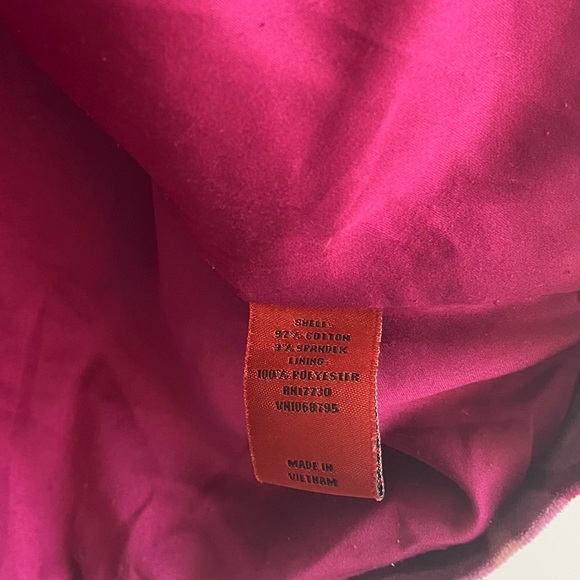 SHELL:
97% COTTON
3% SPANDEX
LINING:
100% POLYESTER
RN17730
VN1068795
MADE IN
VIETNAM